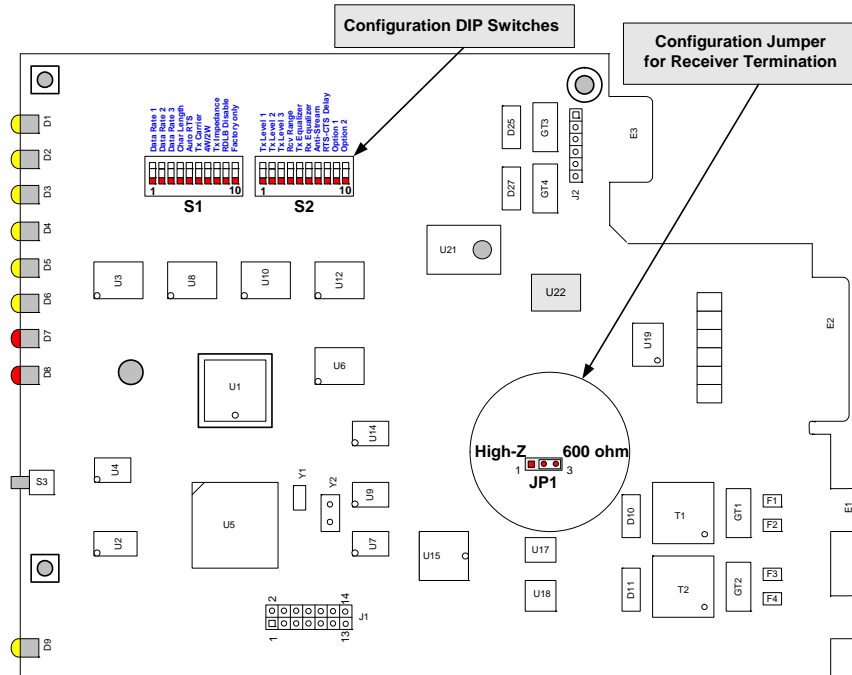 Configuration DIP Switches
Configuration Jumper
for Receiver Termination
Data Rate 1
Data Rate 2
Data Rate 3
Char Length
Auto RTS
Tx Carrier
4W/2W
Tx Impedance
RDLB Disable
Factory only
Tx Level 1
Tx Level 2
Tx Level 3
Rcv Range
Tx Equalizer
Rx Equalizer
Anti-Stream
RTS-CTS Delay
Option 1
Option 2
1 10
S1
1 10
S2
D1
D2
D3
D4
D5
D6
D7
D8
S3
D9
D25
GT3
D27
GT4
J2
E3
U21
U22
U3
U8
U10
U12
U19
E2
U1
U6
U14
High-Z 600 ohm
1 3
JP1
U4
Y1
Y2
U9
U5
U2
U7
U15
U17
U18
D10
T1
GT1
F1
F2
E1
D11
T2
GT2
F3
F4
2 14
J1
1 13